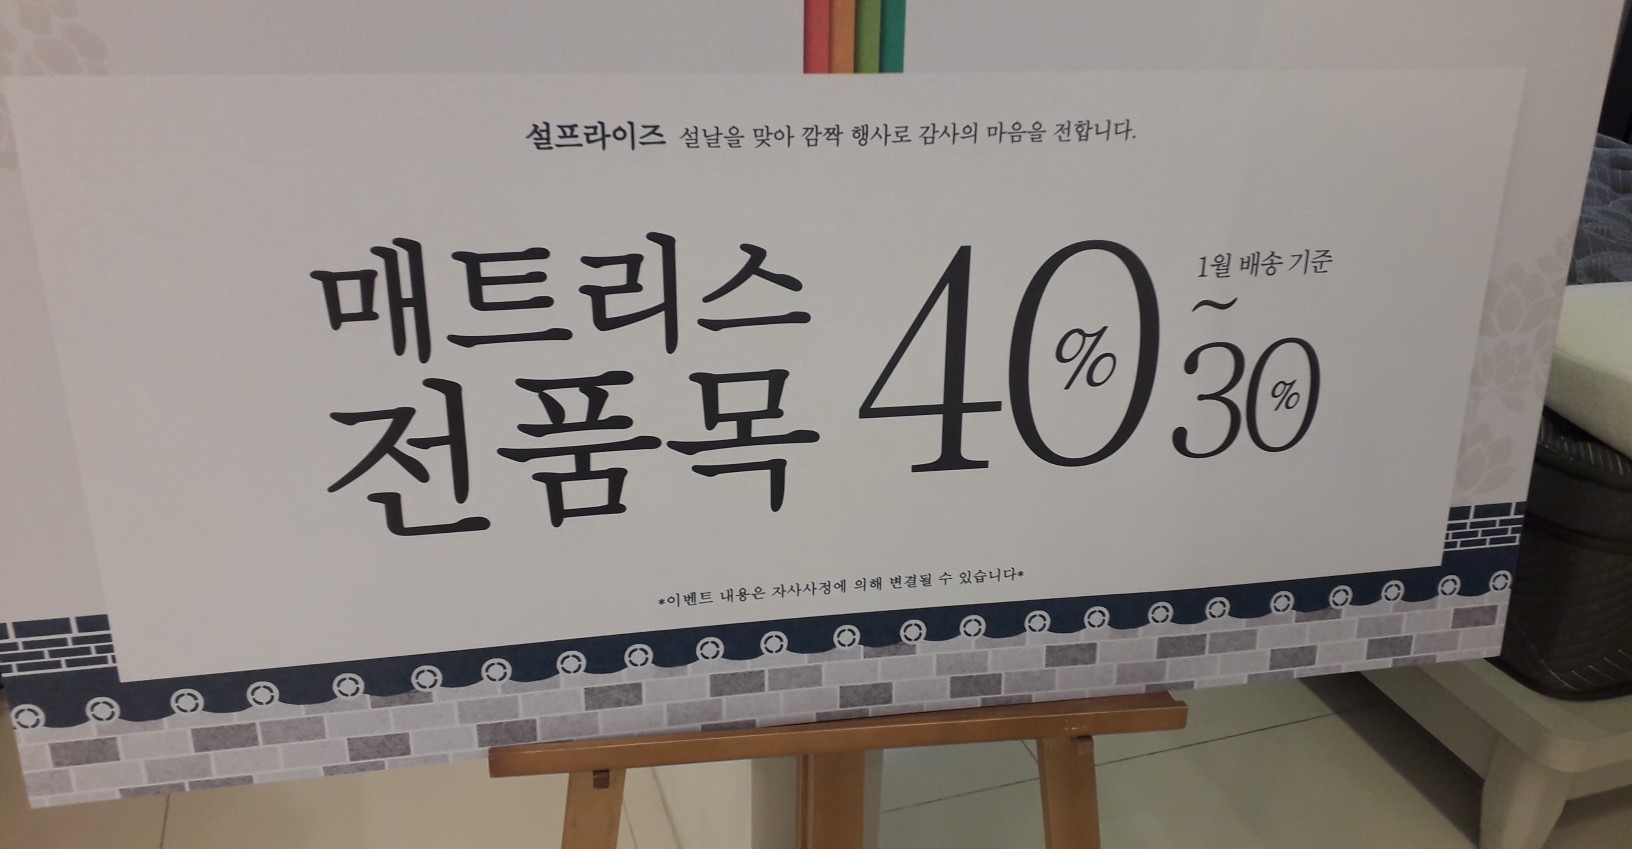 설프라이즈 설날을 맞아 깜짝 행사로 감사의 마음을 전합니다.
매트리스
전품목
40%
1월 배송 기준
~
30%
*이벤트 내용은 자사사정에 의해 변결될 수 있습니다*